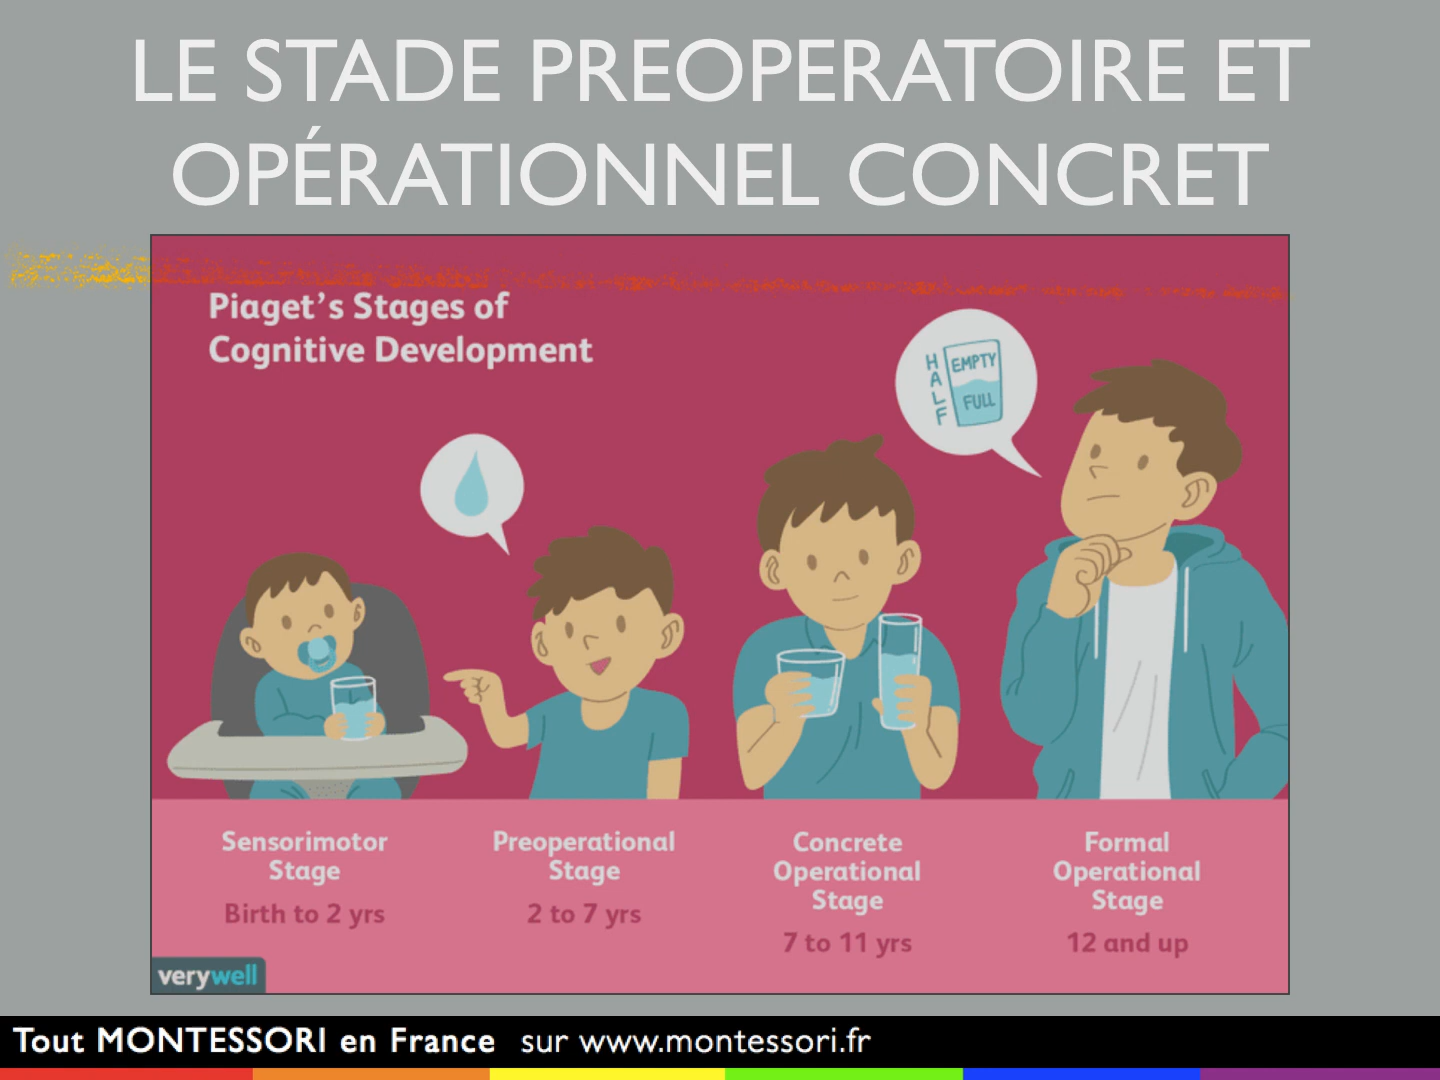 LE STADE PREOPERATOIRE ET
OPÉRATIONNEL CONCRET
Piaget's Stages of
Cognitive Development
HALF
EMPTY
FULL
Sensorimotor
Stage
Birth to 2 yrs
Preoperational
Stage
2 to 7 yrs
Concrete
Operational
Stage
7 to 11 yrs
Formal
Operational
Stage
12 and up
verywell
Tout MONTESSORI en France sur www.montessori.fr